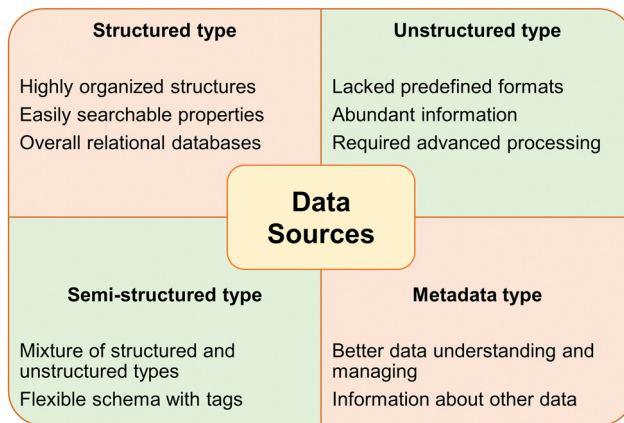 Structured type
Highly organized structures
Easily searchable properties
Overall relational databases
Unstructured type
Lacked predefined formats
Abundant information
Required advanced processing
Data
Sources
Semi-structured type
Mixture of structured and
unstructured types
Flexible schema with tags
Metadata type
Better data understanding and
managing
Information about other data